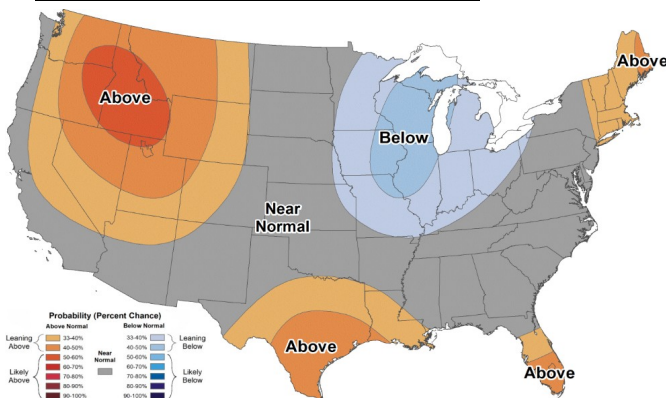 Above
Above
Below
Near
Normal
Above
Above
Probability (Percent Chance)
Above Normal
Below Normal
Leaning
Above
33-40%
40-50%
50-60%
60-70%
70-80%
80-90%
90-100%
Likely
Above
Near
Normal
33-40%
40-50%
50-60%
60-70%
70-80%
80-90%
90-100%
Leaning
Below
Likely
Below